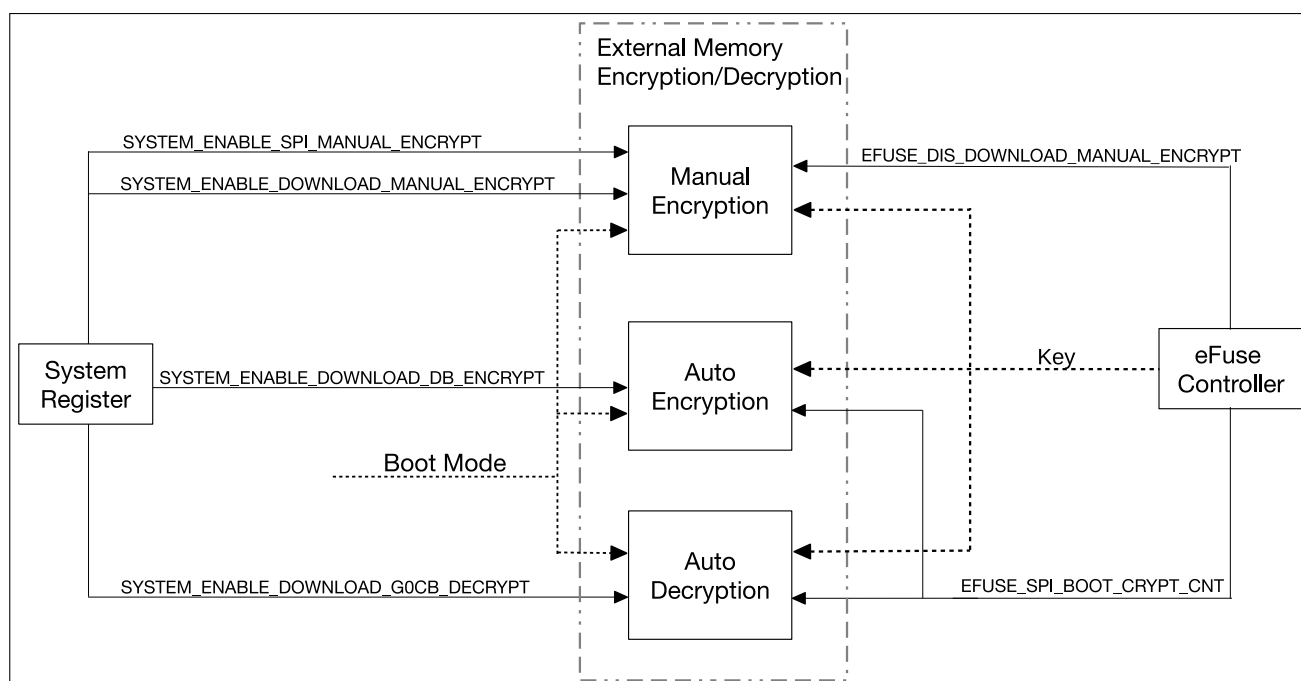 External Memory
Encryption/Decryption
SYSTEM_ENABLE_SPI_MANUAL_ENCRYPT
EFUSE_DIS_DOWNLOAD_MANUAL_ENCRYPT
SYSTEM_ENABLE_DOWNLOAD_MANUAL_ENCRYPT
Manual
Encryption
System
Register
SYSTEM_ENABLE_DOWNLOAD_DB_ENCRYPT
Auto
Encryption
Key
eFuse
Controller
Boot Mode
SYSTEM_ENABLE_DOWNLOAD_G0CB_DECRYPT
Auto
Decryption
EFUSE_SPI_BOOT_CRYPT_CNT